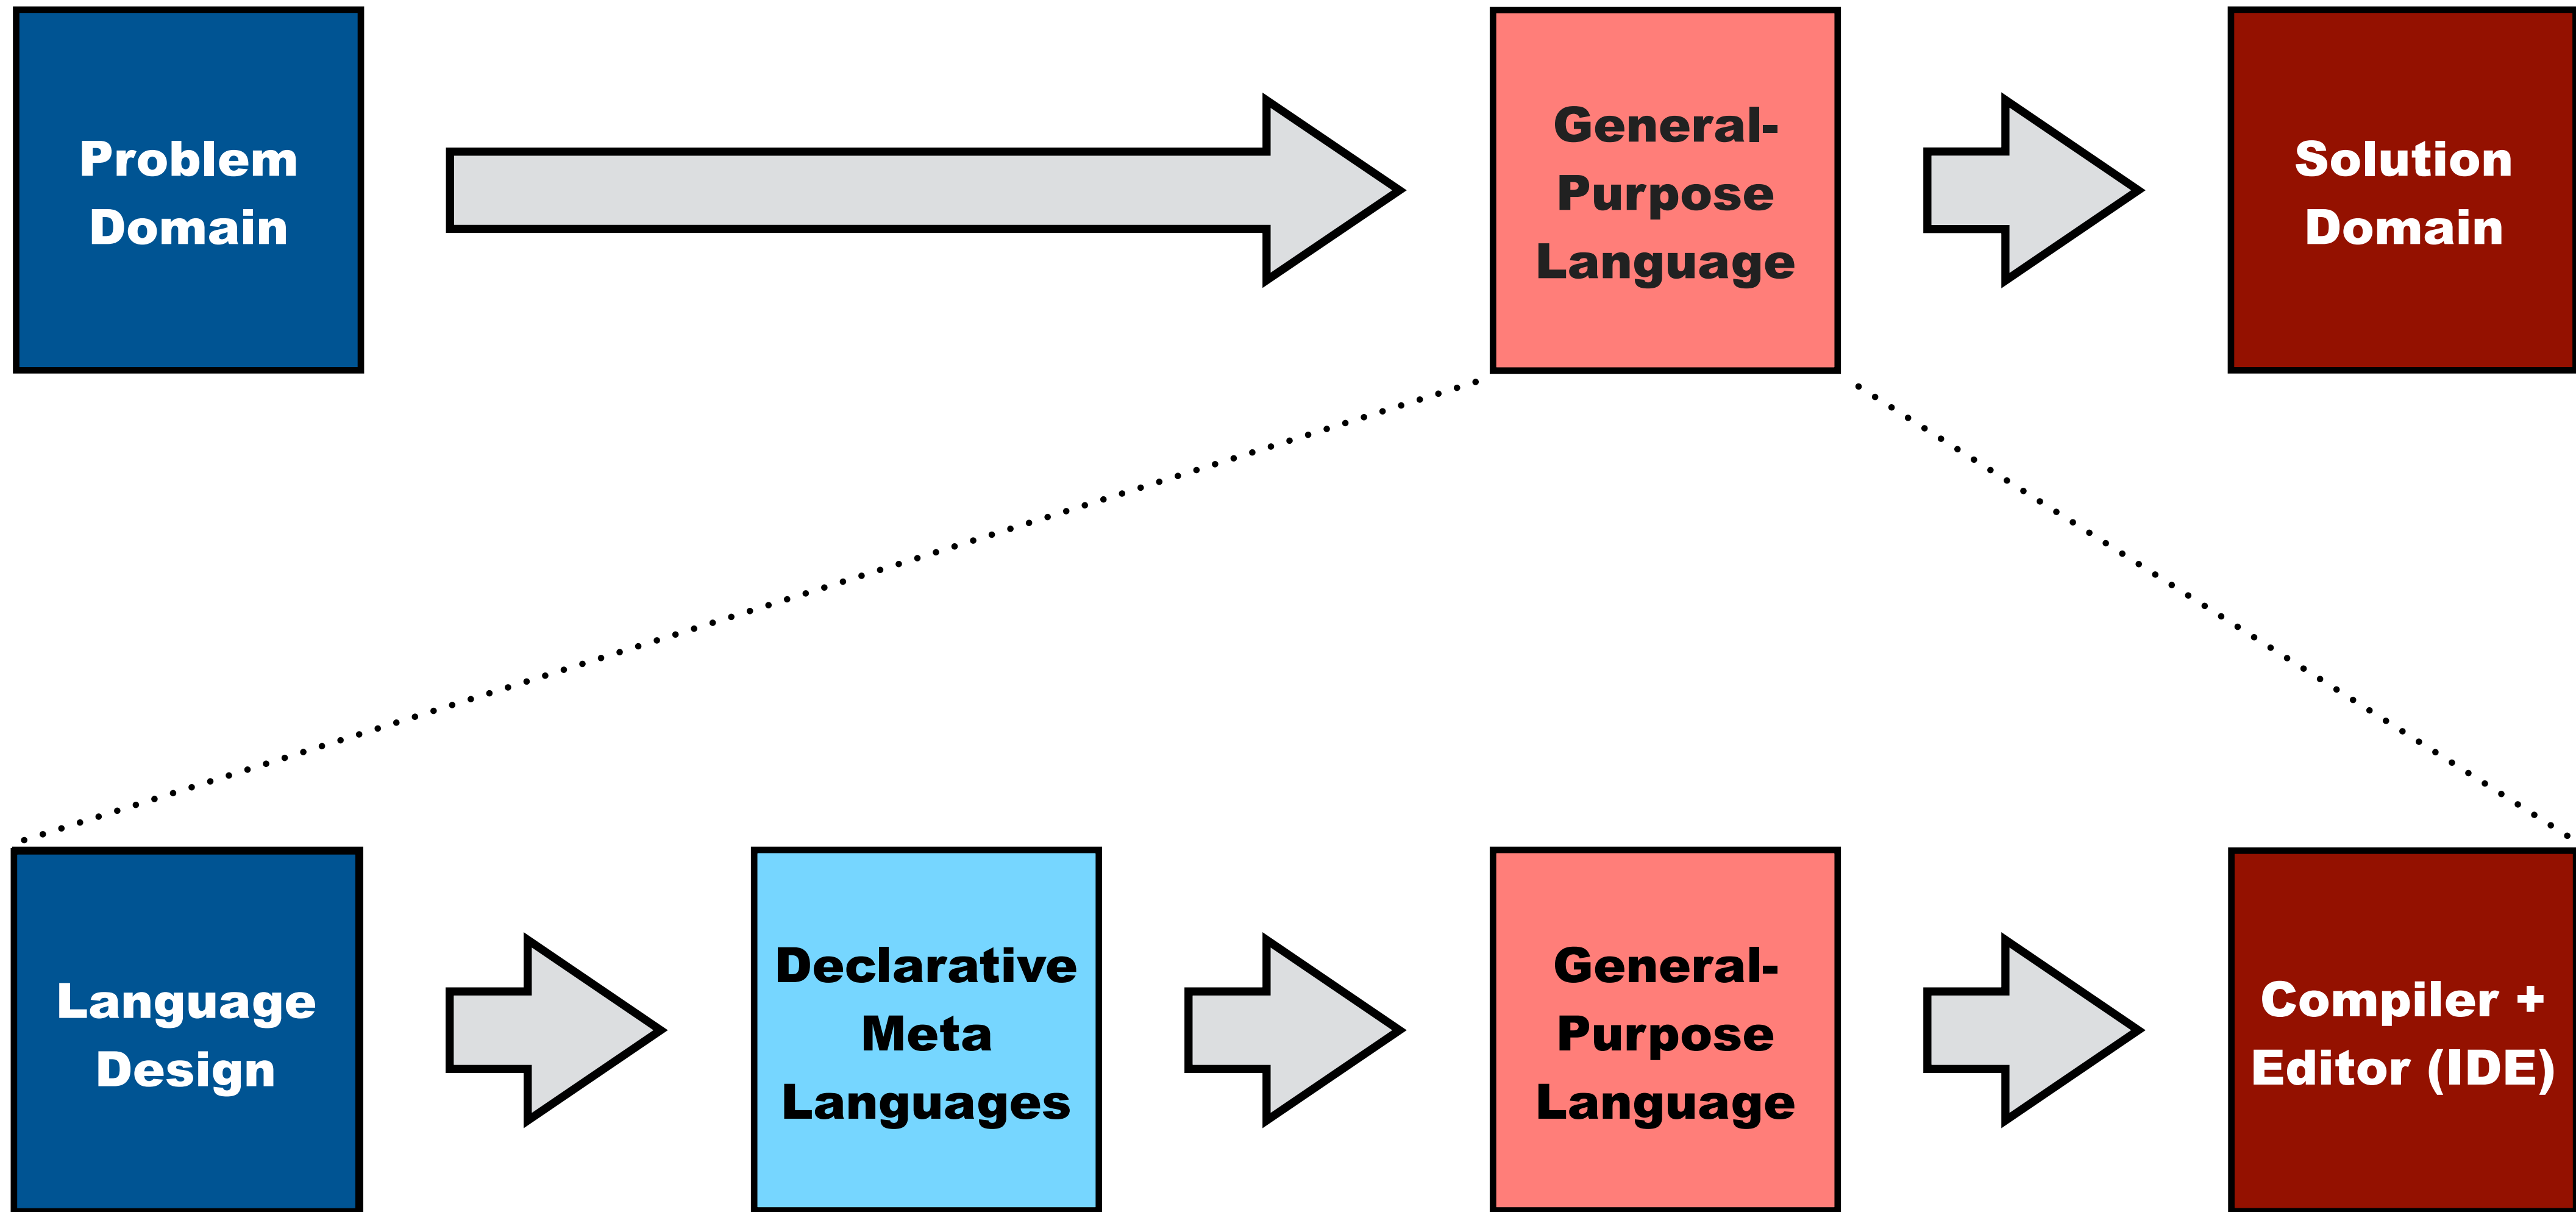 Problem
Domain
General-
Purpose
Language
Solution
Domain
Language
Design
Declarative
Meta
Languages
General-
Purpose
Language
Compiler +
Editor (IDE)